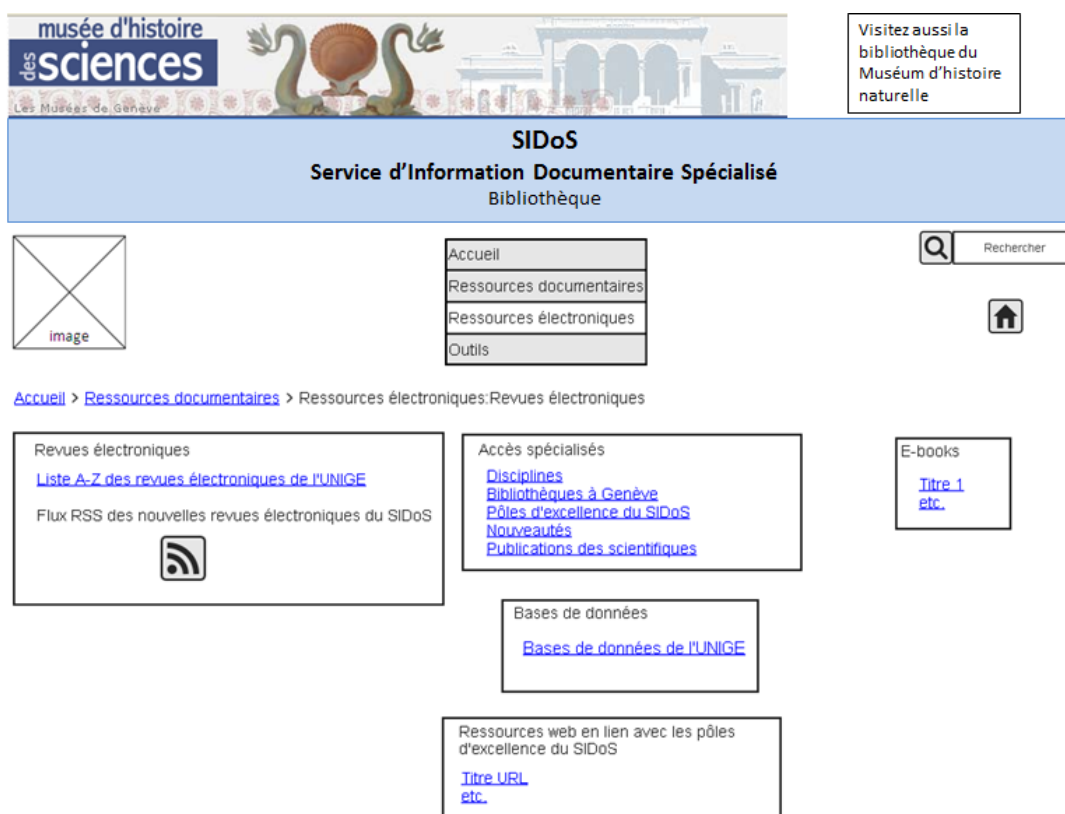 musée d'histoire
des sciences
Les Musées de Genève
Visitez aussi la
bibliothèque du
Muséum d'histoire
naturelle
SIDoS
Service d'Information Documentaire Spécialisé
Bibliothèque
image
Accueil
Ressources documentaires
Ressources électroniques
Outils
Rechercher
Accueil > Ressources documentaires > Ressources électroniques:Revues électroniques
Revues électroniques
Liste A-Z des revues électroniques de l'UNIGE
Flux RSS des nouvelles revues électroniques du SIDoS
Accès spécialisés
Disciplines
Bibliothèques à Genève
Pôles d'excellence du SIDoS
Nouveautés
Publications des scientifiques
E-books
Titre 1
etc.
Bases de données
Bases de données de l'UNIGE
Ressources web en lien avec les pôles
d'excellence du SIDoS
Titre URL
etc.